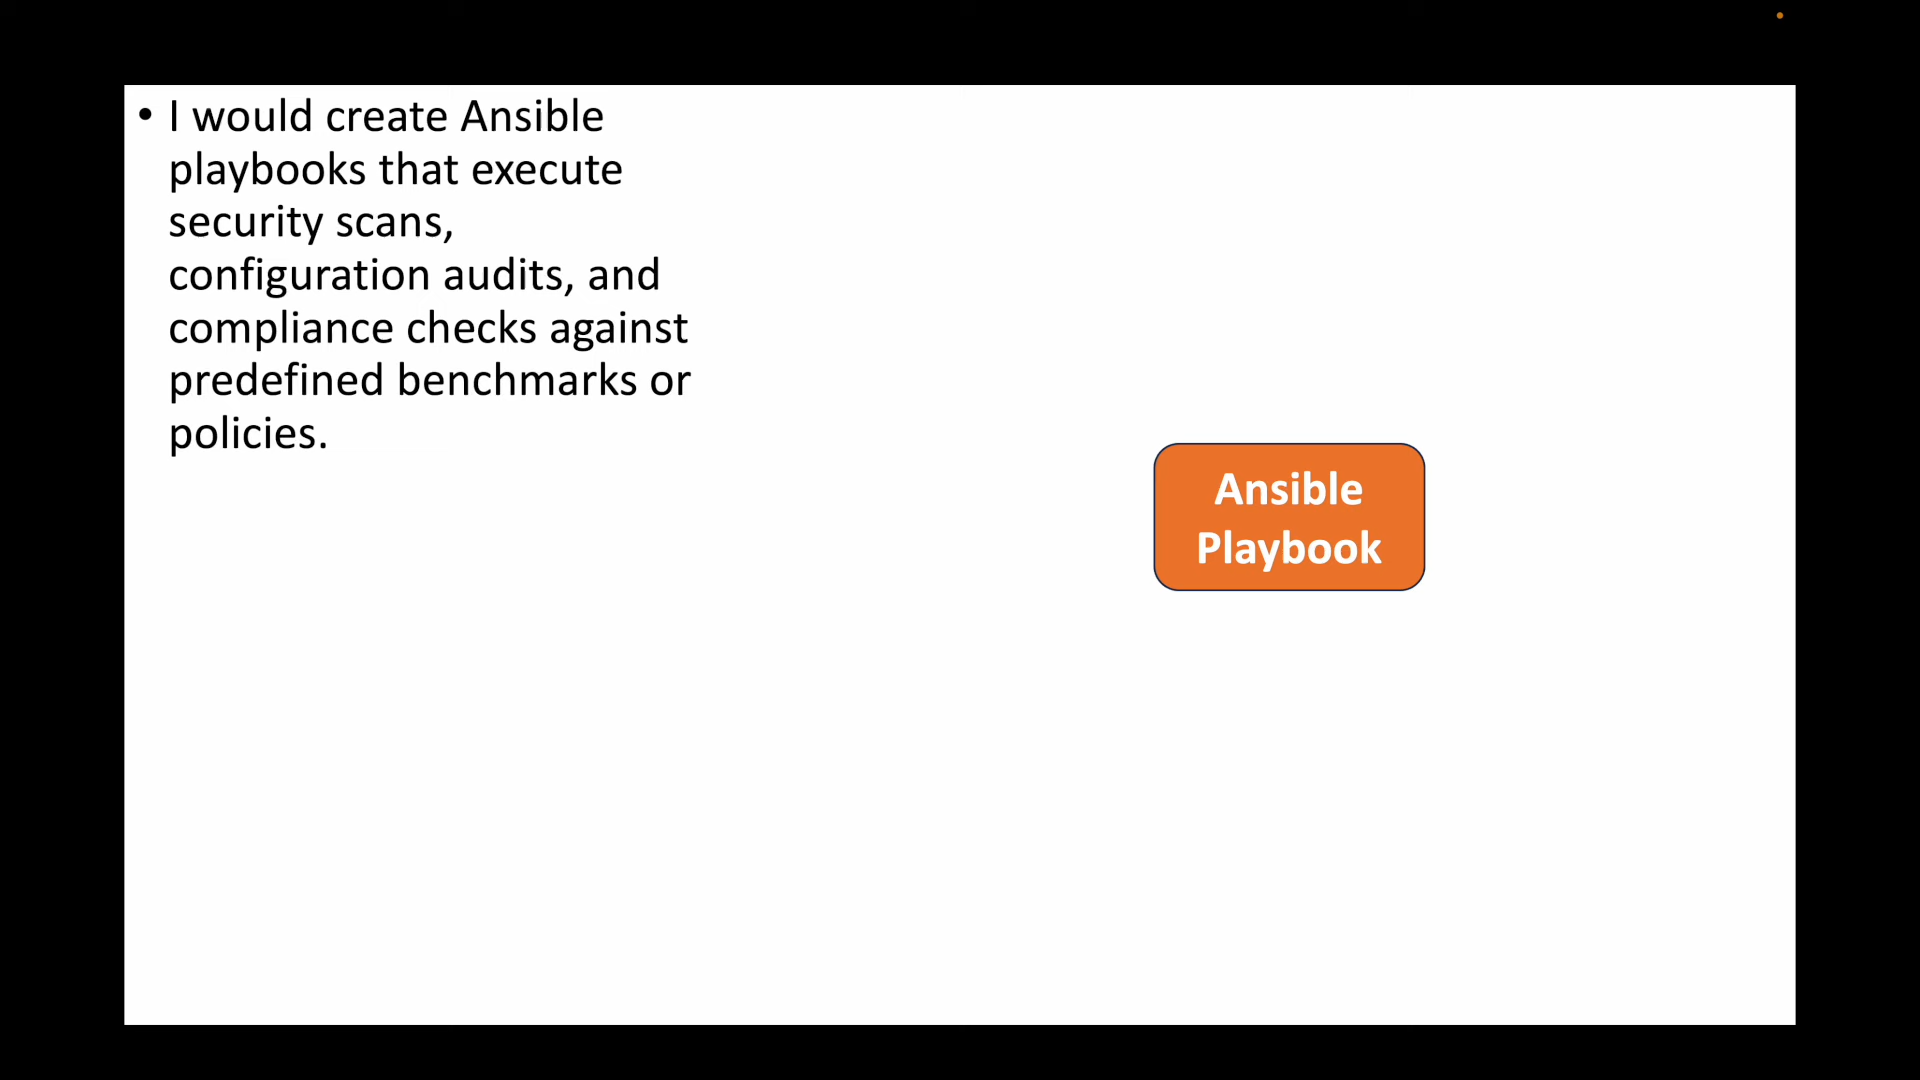 • I would create Ansible
playbooks that execute
security scans,
configuration audits, and
compliance checks against
predefined benchmarks or
policies.
Ansible
Playbook